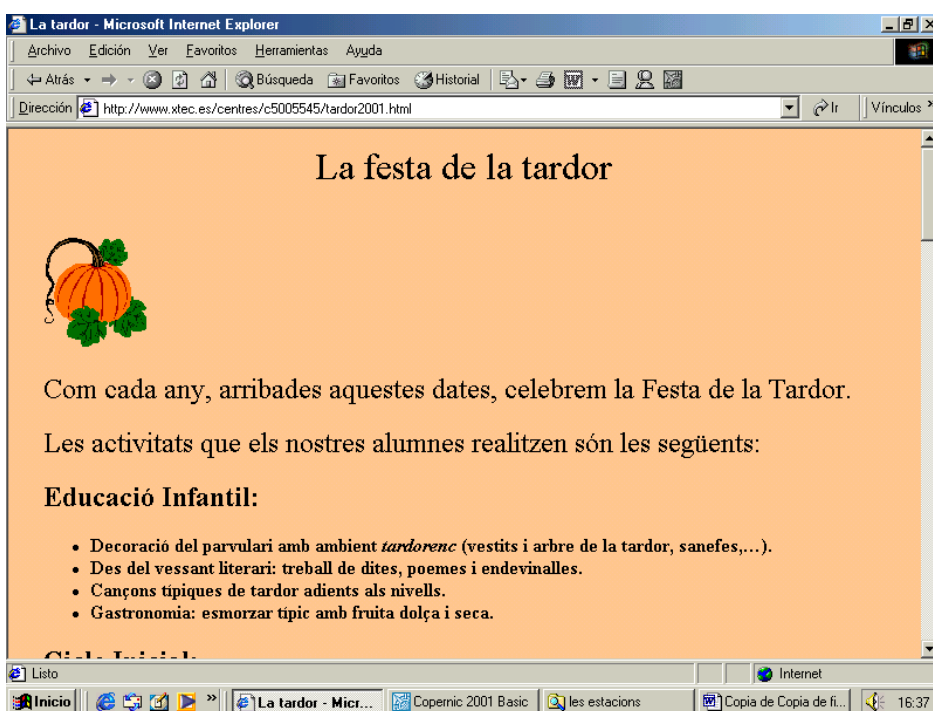 La tardor - Microsoft Internet Explorer
Archivo Edición Ver Favoritos Herramientas Ayuda
Atrás Búsqueda Favoritos Historial
Dirección http://www.xtec.es/centres/c5005545/tardor2001.html Ir Vínculos
La festa de la tardor
Com cada any, arribades aquestes dates, celebrem la Festa de la Tardor.
Les activitats que els nostres alumnes realitzen són les següents:
Educació Infantil:
• Decoració del parvulari amb ambient tardorenc (vestits i arbre de la tardor, sanefes,...).
• Des del vessant literari: treball de dites, poemes i endevinalles.
• Cançons típiques de tardor adients als nivells.
• Gastronomia: esmorzar típic amb fruita dolça i seca.
Listo Internet
Inicio La tardor - Micr... Copernic 2001 Basic les estacions Copia de Copia de fi... 16:37